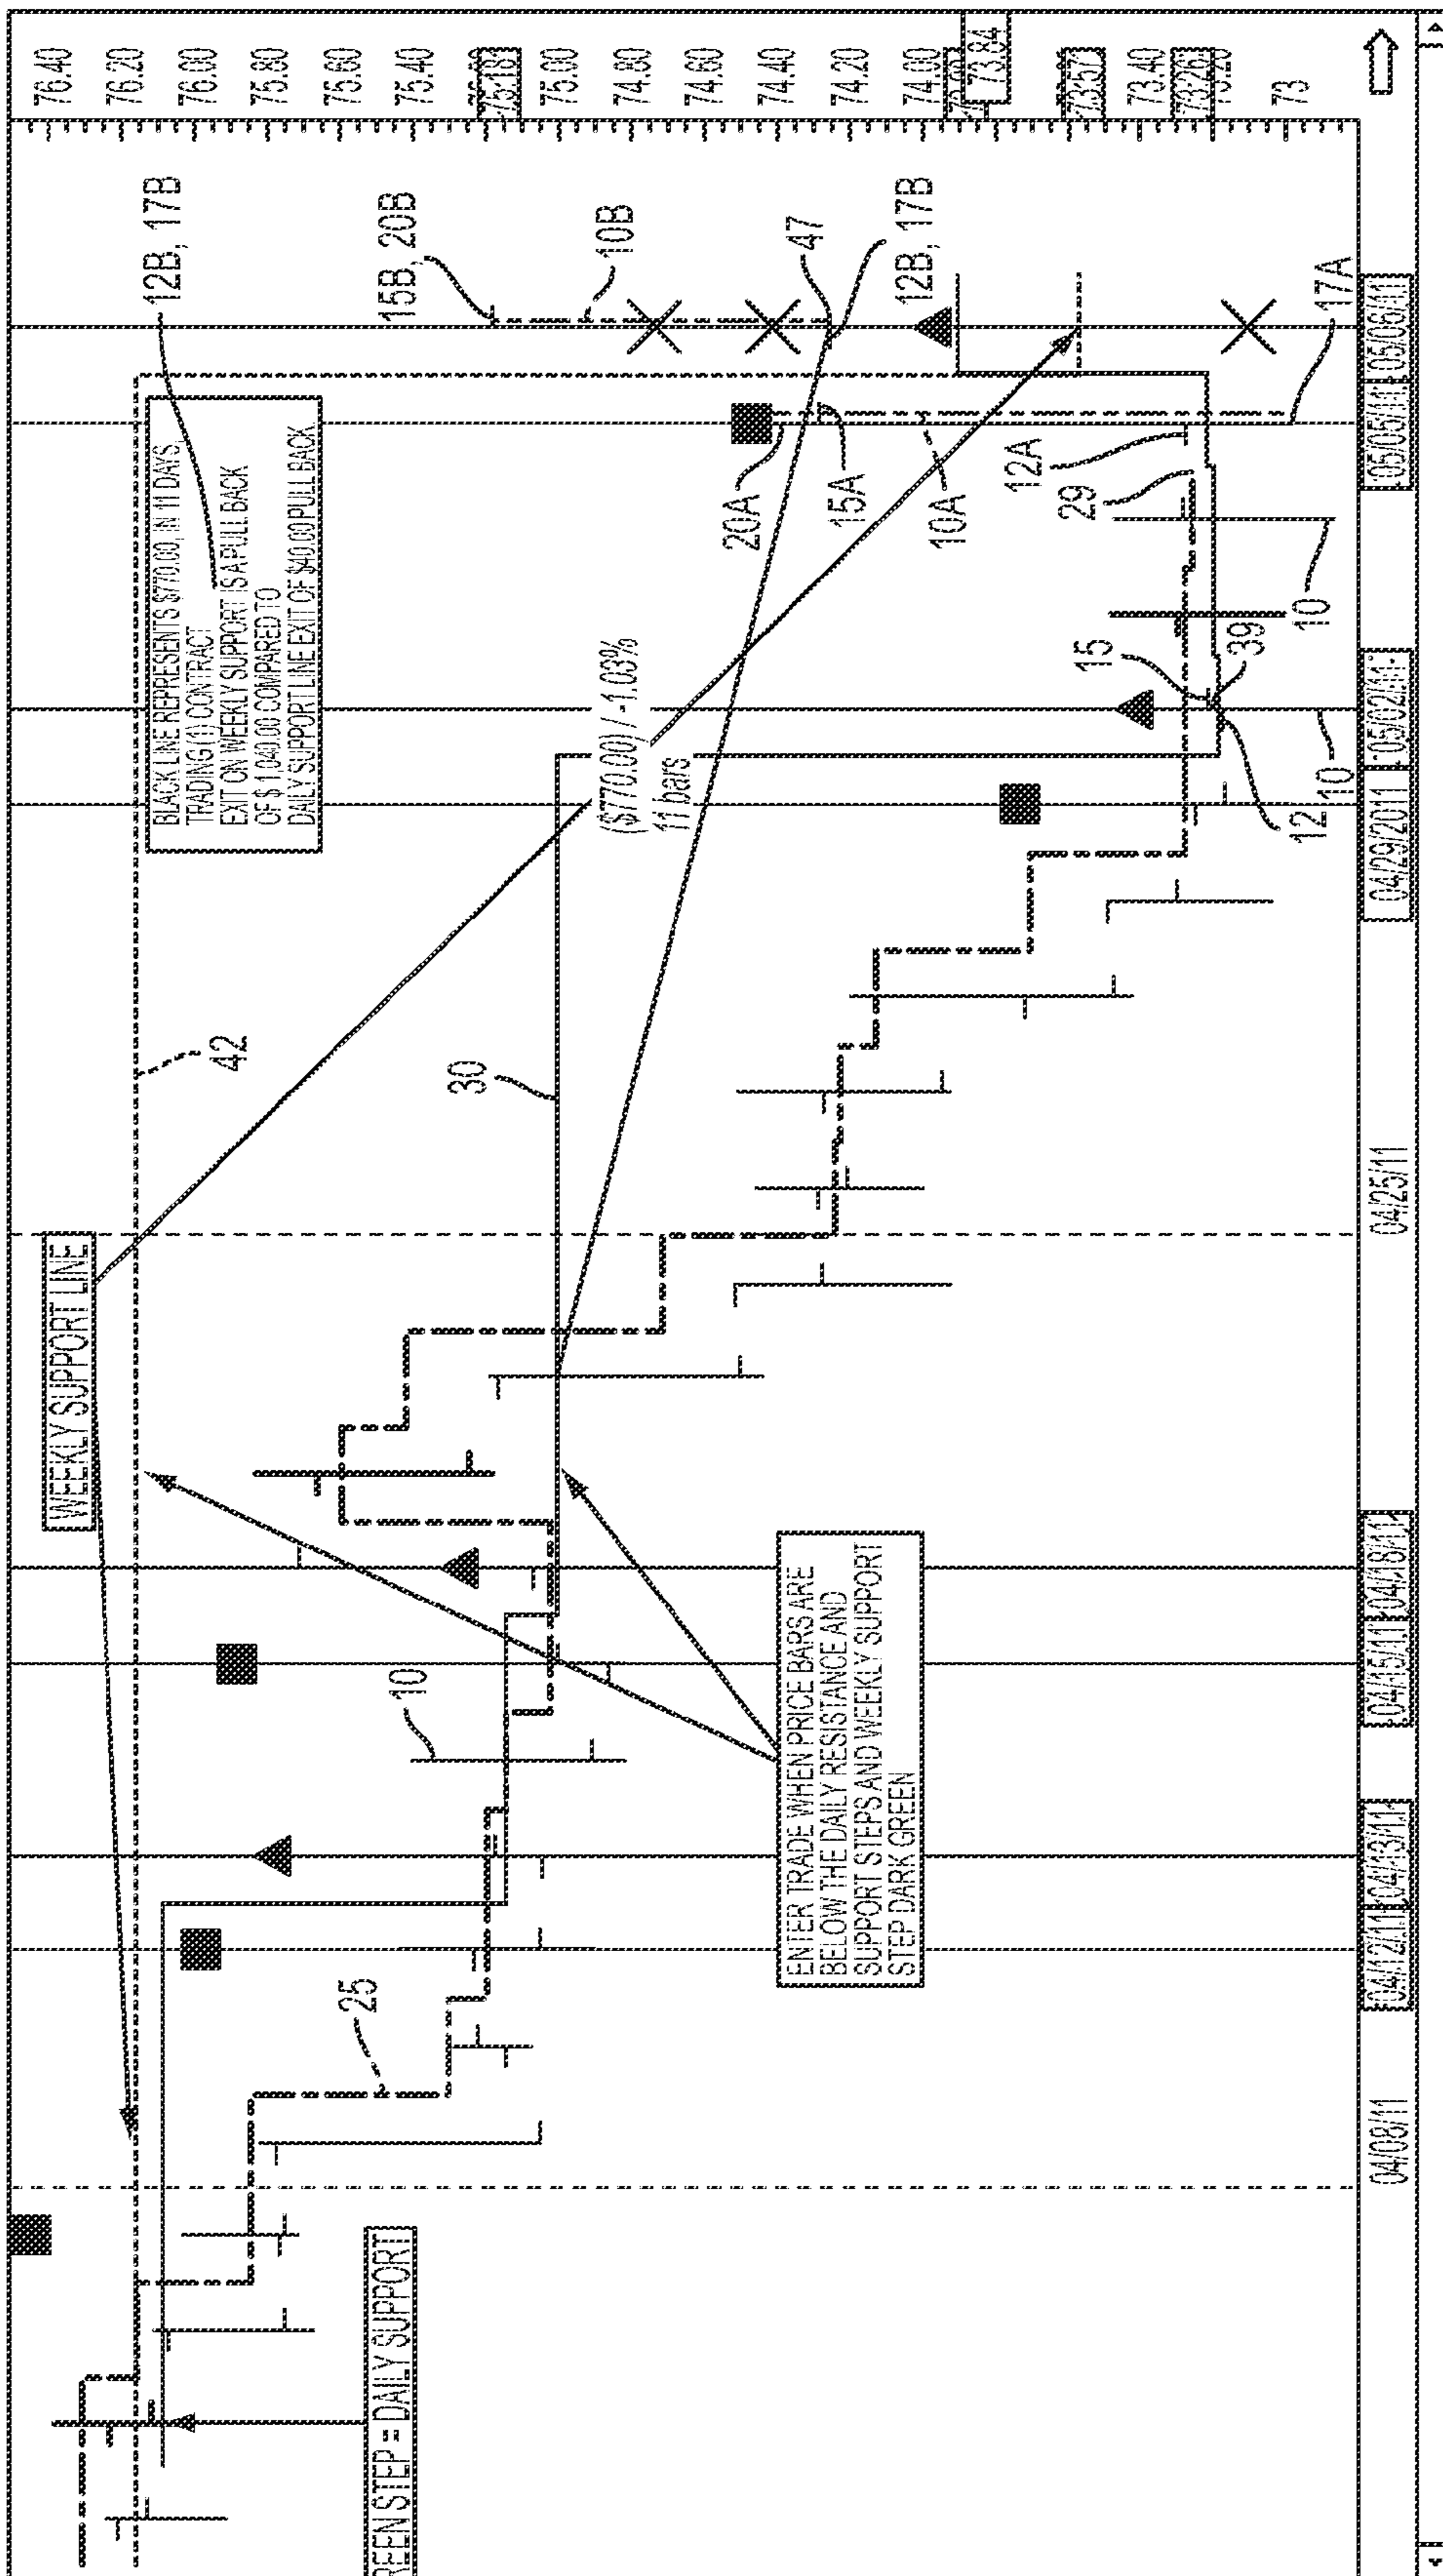 76.40
76.20
76.00
75.80
75.60
75.40
75.181
75.00
74.80
74.60
74.40
74.20
74.00
73.84
73.571
73.40
73.261
73
WEEKLY SUPPORT LINE
BLACK LINE REPRESENTS $770.00, IN 11 DAYS,
TRADING (1) CONTRACT
EXIT ON WEEKLY SUPPORT IS A PULL BACK
OF $ 1,040.00 COMPARED TO
DAILY SUPPORT LINE EXIT OF $40.00 PULL BACK
12B, 17B
15B, 20B
10B
47
12B, 17B
42
30
($770.00) / -1.03%
11 bars
20A
15A
10A
12A
29
17A
15
39
10
10
12
10
25
ENTER TRADE WHEN PRICE BARS ARE
BELOW THE DAILY RESISTANCE AND
SUPPORT STEPS AND WEEKLY SUPPORT
STEP DARK GREEN
REEN STEP = DAILY SUPPORT
04/08/11
04/12/11
04/13/11
04/15/11
04/18/11
04/25/11
04/29/2011
05/02/11
05/05/11
05/06/11